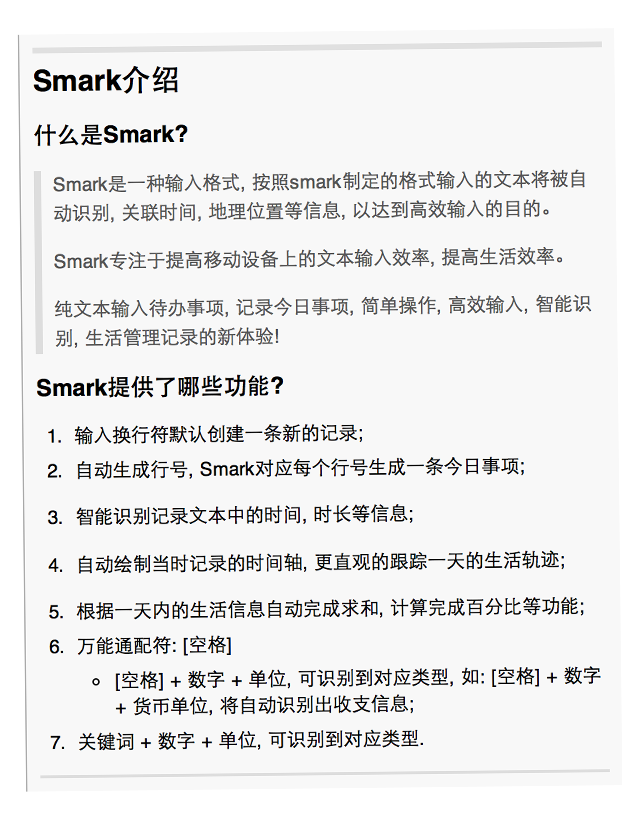 Smark介绍
什么是Smark?
Smark是一种输入格式, 按照smark制定的格式输入的文本将被自
动识别, 关联时间, 地理位置等信息, 以达到高效输入的目的。
Smark专注于提高移动设备上的文本输入效率, 提高生活效率。
纯文本输入待办事项, 记录今日事项, 简单操作, 高效输入, 智能识
别, 生活管理记录的新体验!
Smark提供了哪些功能?
1. 输入换行符默认创建一条新的记录;
2. 自动生成行号, Smark对应每个行号生成一条今日事项;
3. 智能识别记录文本中的时间, 时长等信息;
4. 自动绘制当时记录的时间轴, 更直观的跟踪一天的生活轨迹;
5. 根据一天内的生活信息自动完成求和, 计算完成百分比等功能;
6. 万能通配符: [空格]
[空格] + 数字 + 单位, 可识别到对应类型, 如: [空格] + 数字
+ 货币单位, 将自动识别出收支信息;
7. 关键词 + 数字 + 单位, 可识别到对应类型.